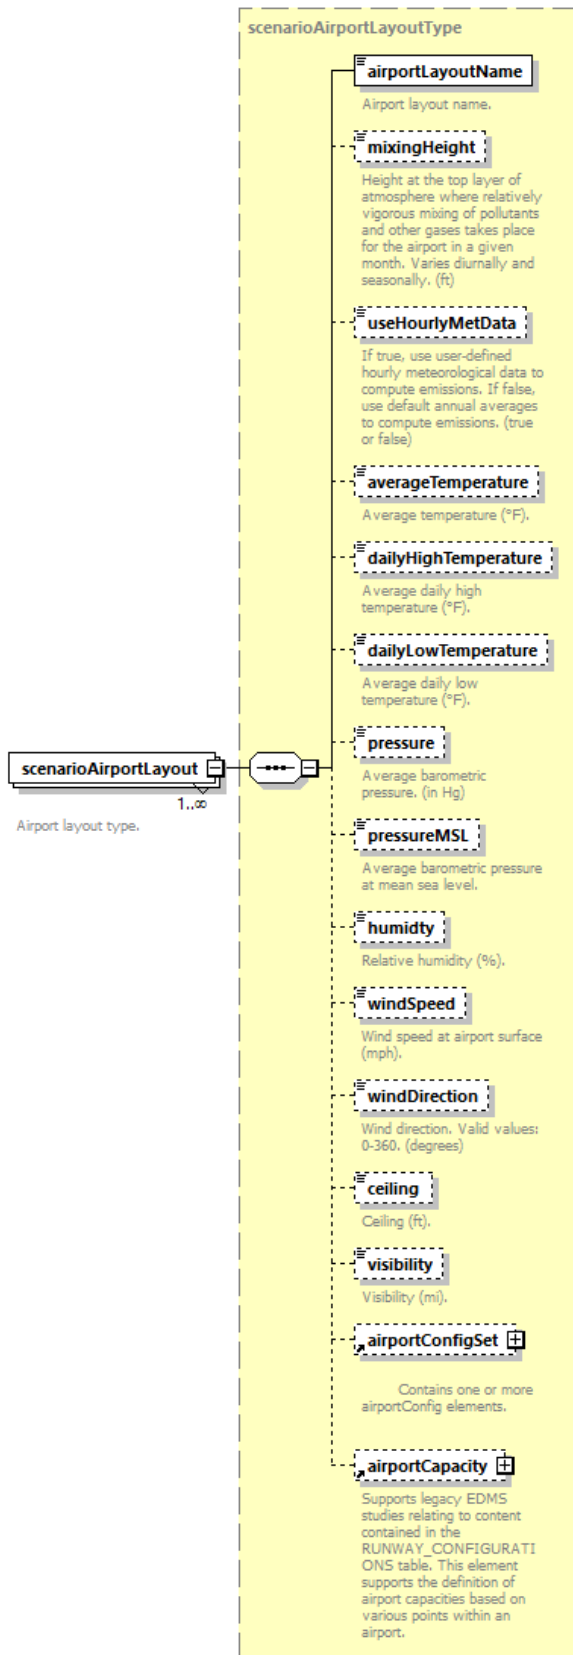 scenarioAirportLayoutType
airportLayoutName
Airport layout name.
mixingHeight
Height at the top layer of
atmosphere where relatively
vigorous mixing of pollutants
and other gases takes place
for the airport in a given
month. Varies diurnally and
seasonally. (ft)
useHourlyMetData
If true, use user-defined
hourly meteorological data to
compute emissions. If false,
use default annual averages
to compute emissions. (true
or false)
averageTemperature
Average temperature (°F).
dailyHighTemperature
Average daily high
temperature (°F).
dailyLowTemperature
Average daily low
temperature (°F).
pressure
Average barometric
pressure. (in Hg)
scenarioAirportLayout
1..∞
Airport layout type.
pressureMSL
Average barometric pressure
at mean sea level.
humidty
Relative humidity (%).
windSpeed
Wind speed at airport surface
(mph).
windDirection
Wind direction. Valid values:
0-360. (degrees)
ceiling
Ceiling (ft).
visibility
Visibility (mi).
airportConfigSet
Contains one or more
airportConfig elements.
airportCapacity
Supports legacy EDMS
studies relating to content
contained in the
RUNWAY_CONFIGURATI
ONS table. This element
supports the definition of
airport capacities based on
various points within an
airport.